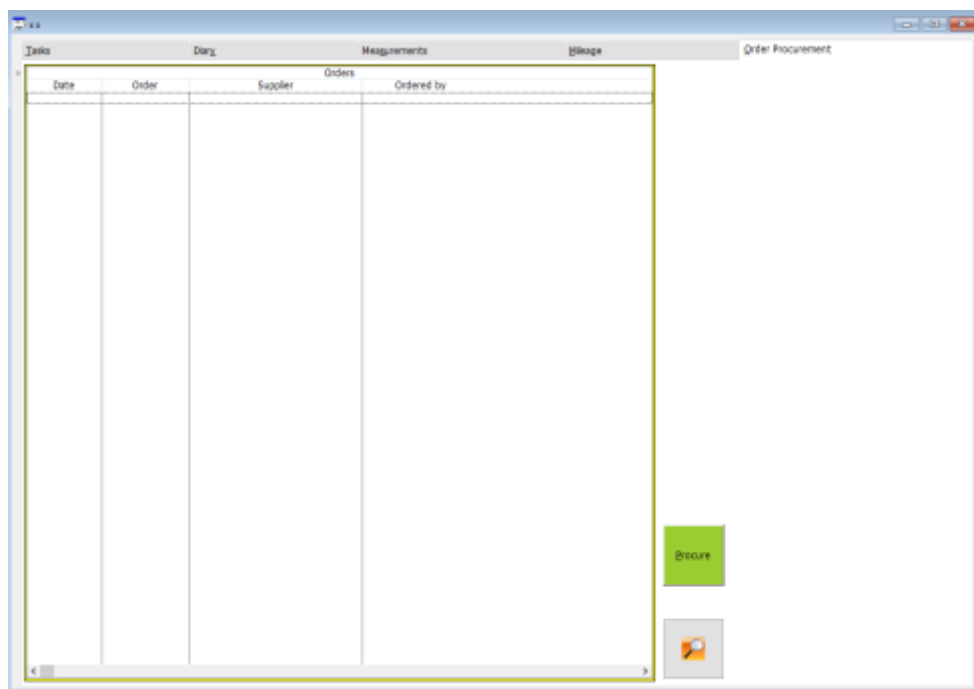 Tasks Diary Measurements Mileage Order Procurement
Orders
Date Order Supplier Ordered by
Procure